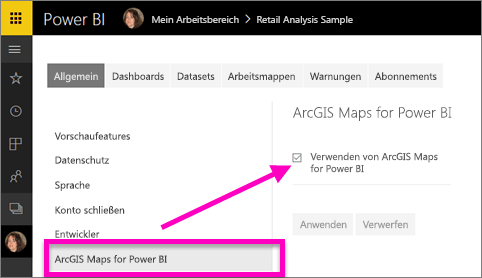 Power BI Mein Arbeitsbereich > Retail Analysis Sample
Allgemein Dashboards Datasets Arbeitsmappen Warnungen Abonnements
Vorschaufeatures
Datenschutz
Sprache
Konto schließen
Entwickler
ArcGIS Maps for Power BI
ArcGIS Maps for Power BI
Verwenden von ArcGIS Maps
for Power BI
Anwenden Verwerfen